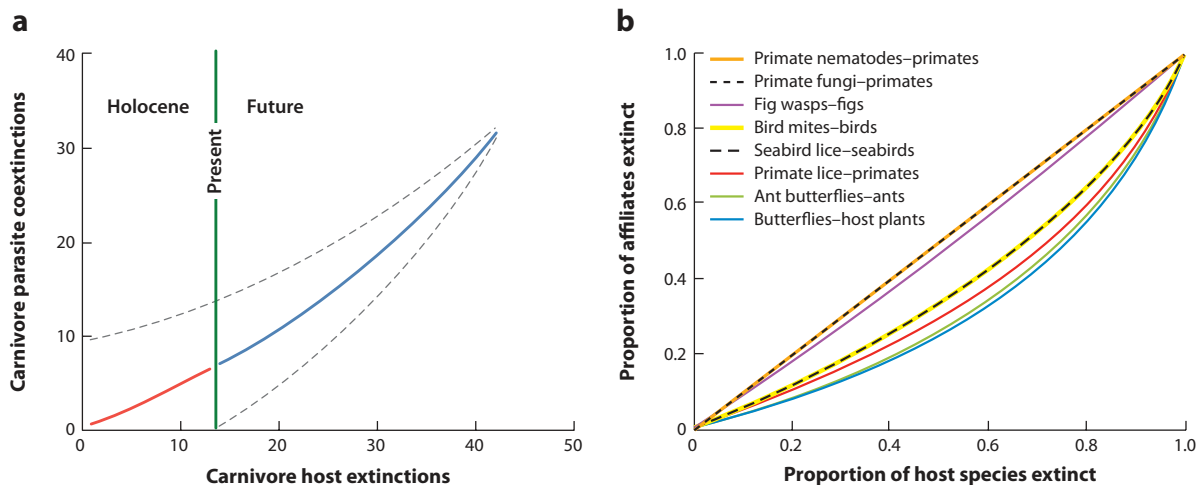 a
40
30
20
10
0
Carnivore parasite coextinctions
Holocene
Future
Present
0 10 20 30 40 50
Carnivore host extinctions
b
1.0
0.8
0.6
0.4
0.2
0
Proportion of affiliates extinct
Primate nematodes–primates
Primate fungi–primates
Fig wasps–figs
Bird mites–birds
Seabird lice–seabirds
Primate lice–primates
Ant butterflies–ants
Butterflies–host plants
0 0.2 0.4 0.6 0.8 1.0
Proportion of host species extinct